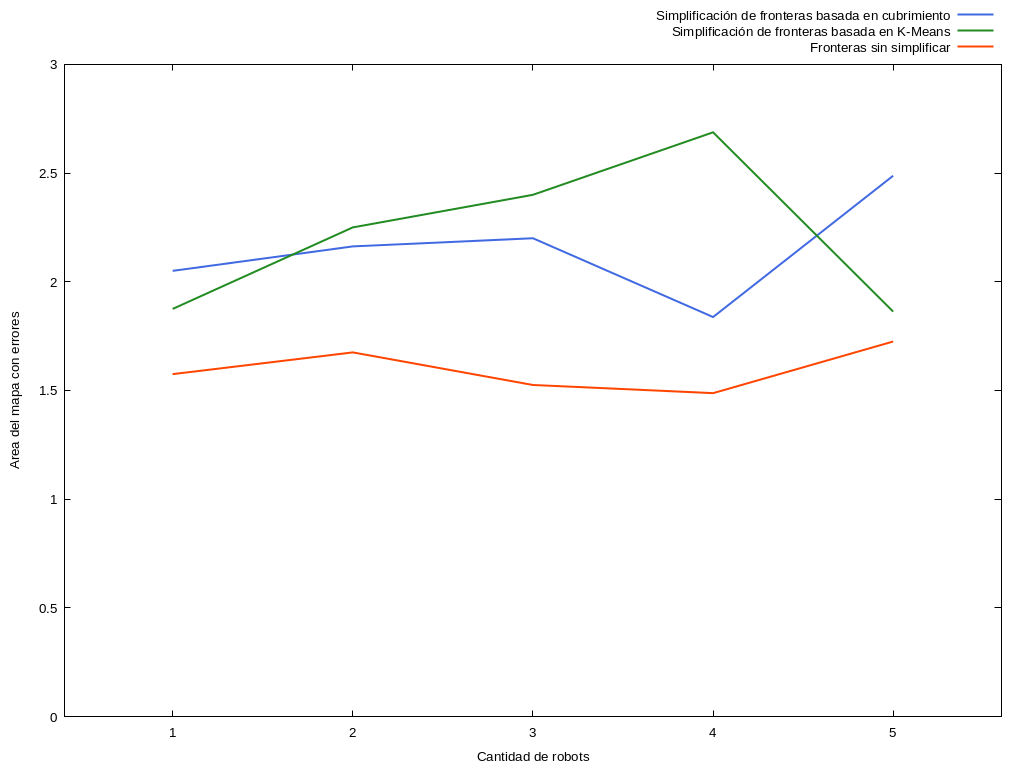 Simplificación de fronteras basada en cubrimiento
Simplificación de fronteras basada en K-Means
Fronteras sin simplificar
3
2.5
2
1.5
1
0.5
0
Area del mapa con errores
1 2 3 4 5
Cantidad de robots